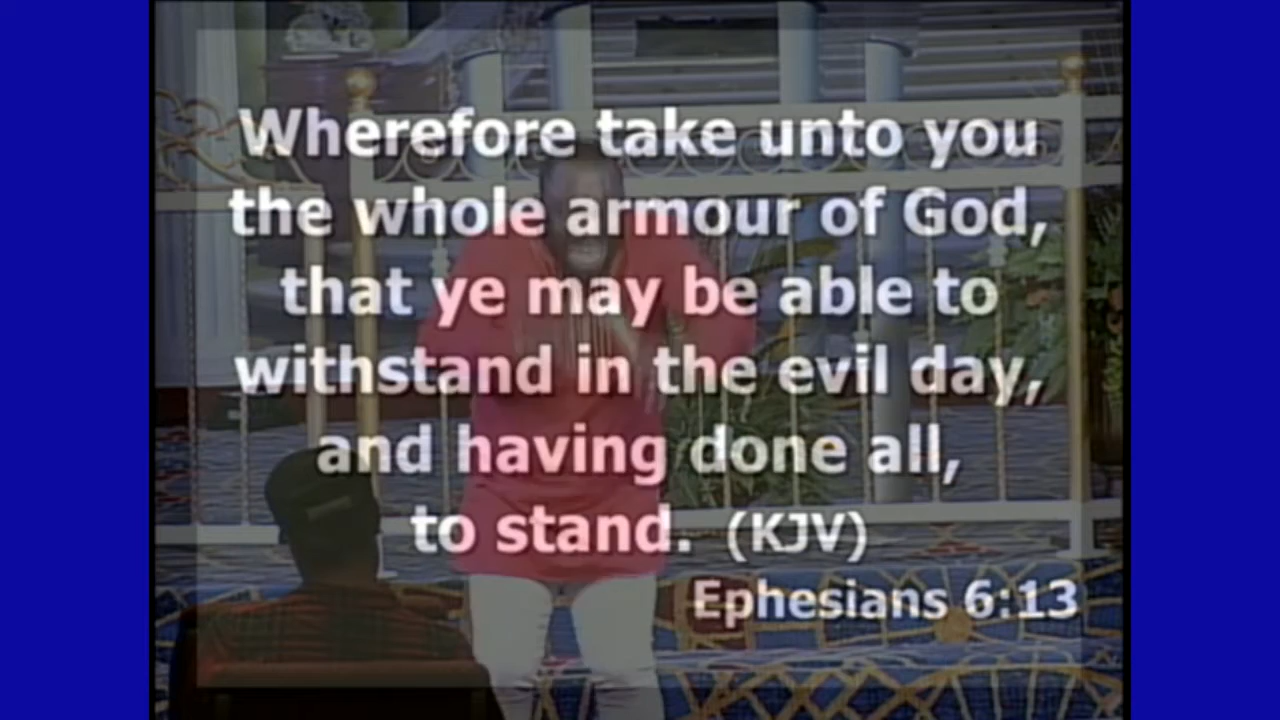 Wherefore take unto you
the whole armour of God,
that ye may be able to
withstand in the evil day,
and having done all,
to stand. (KJV)
Ephesians 6:13